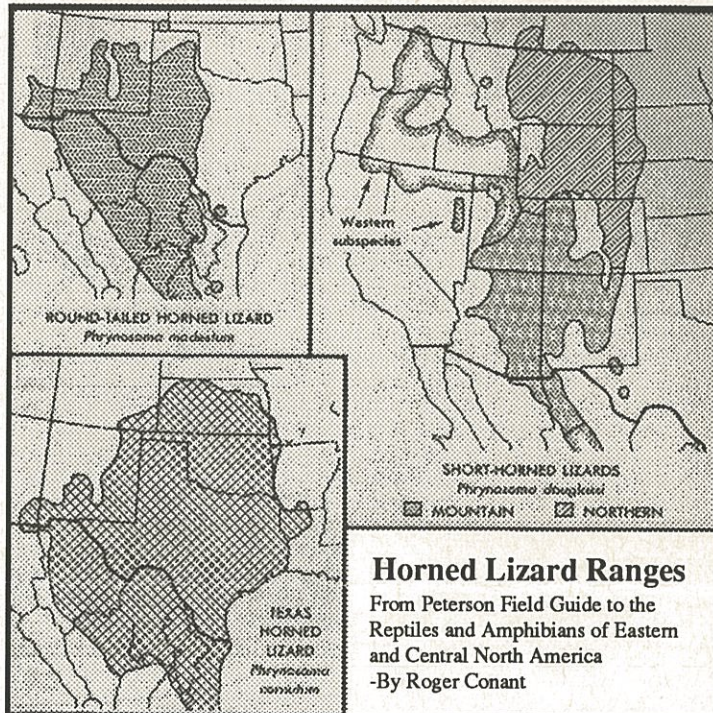 ROUND-TAILED HORNED LIZARD
Phrynosoma modestum
Western
subspecies
SHORT-HORNED LIZARDS
Phrynosoma douglassi
MOUNTAIN NORTHERN
TEXAS
HORNED
LIZARD
Phrynosoma
cornutum
Horned Lizard Ranges
From Peterson Field Guide to the
Reptiles and Amphibians of Eastern
and Central North America
-By Roger Conant